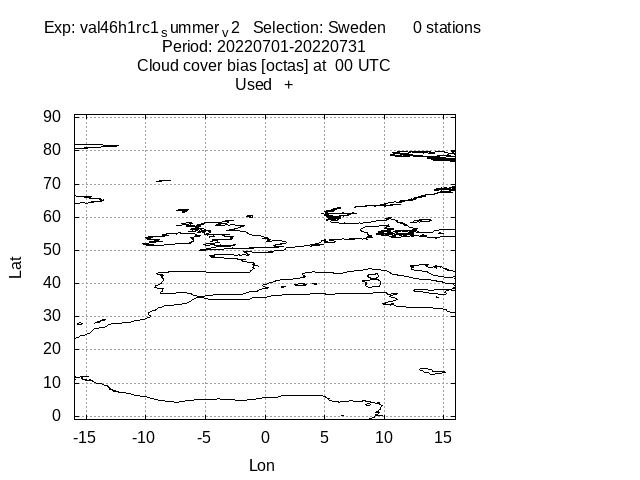 Exp: val46h1rc1summerv2 Selection: Sweden 0 stations
Period: 20220701-20220731
Cloud cover bias [octas] at 00 UTC
Used +
90
80
70
60
50
40
30
20
10
0
Lat
-15 -10 -5 0 5 10 15
Lon